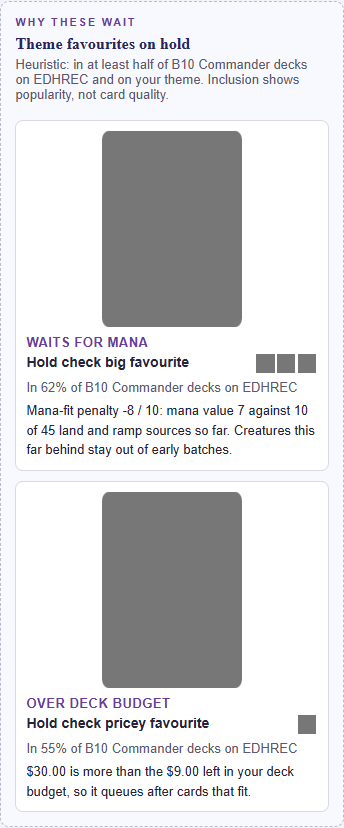 WHY THESE WAIT
Theme favourites on hold
Heuristic: in at least half of B10 Commander decks
on EDHREC and on your theme. Inclusion shows
popularity, not card quality.
WAITS FOR MANA
Hold check big favourite
In 62% of B10 Commander decks on EDHREC
Mana-fit penalty -8 / 10: mana value 7 against 10
of 45 land and ramp sources so far. Creatures this
far behind stay out of early batches.
OVER DECK BUDGET
Hold check pricey favourite
In 55% of B10 Commander decks on EDHREC
$30.00 is more than the $9.00 left in your deck
budget, so it queues after cards that fit.